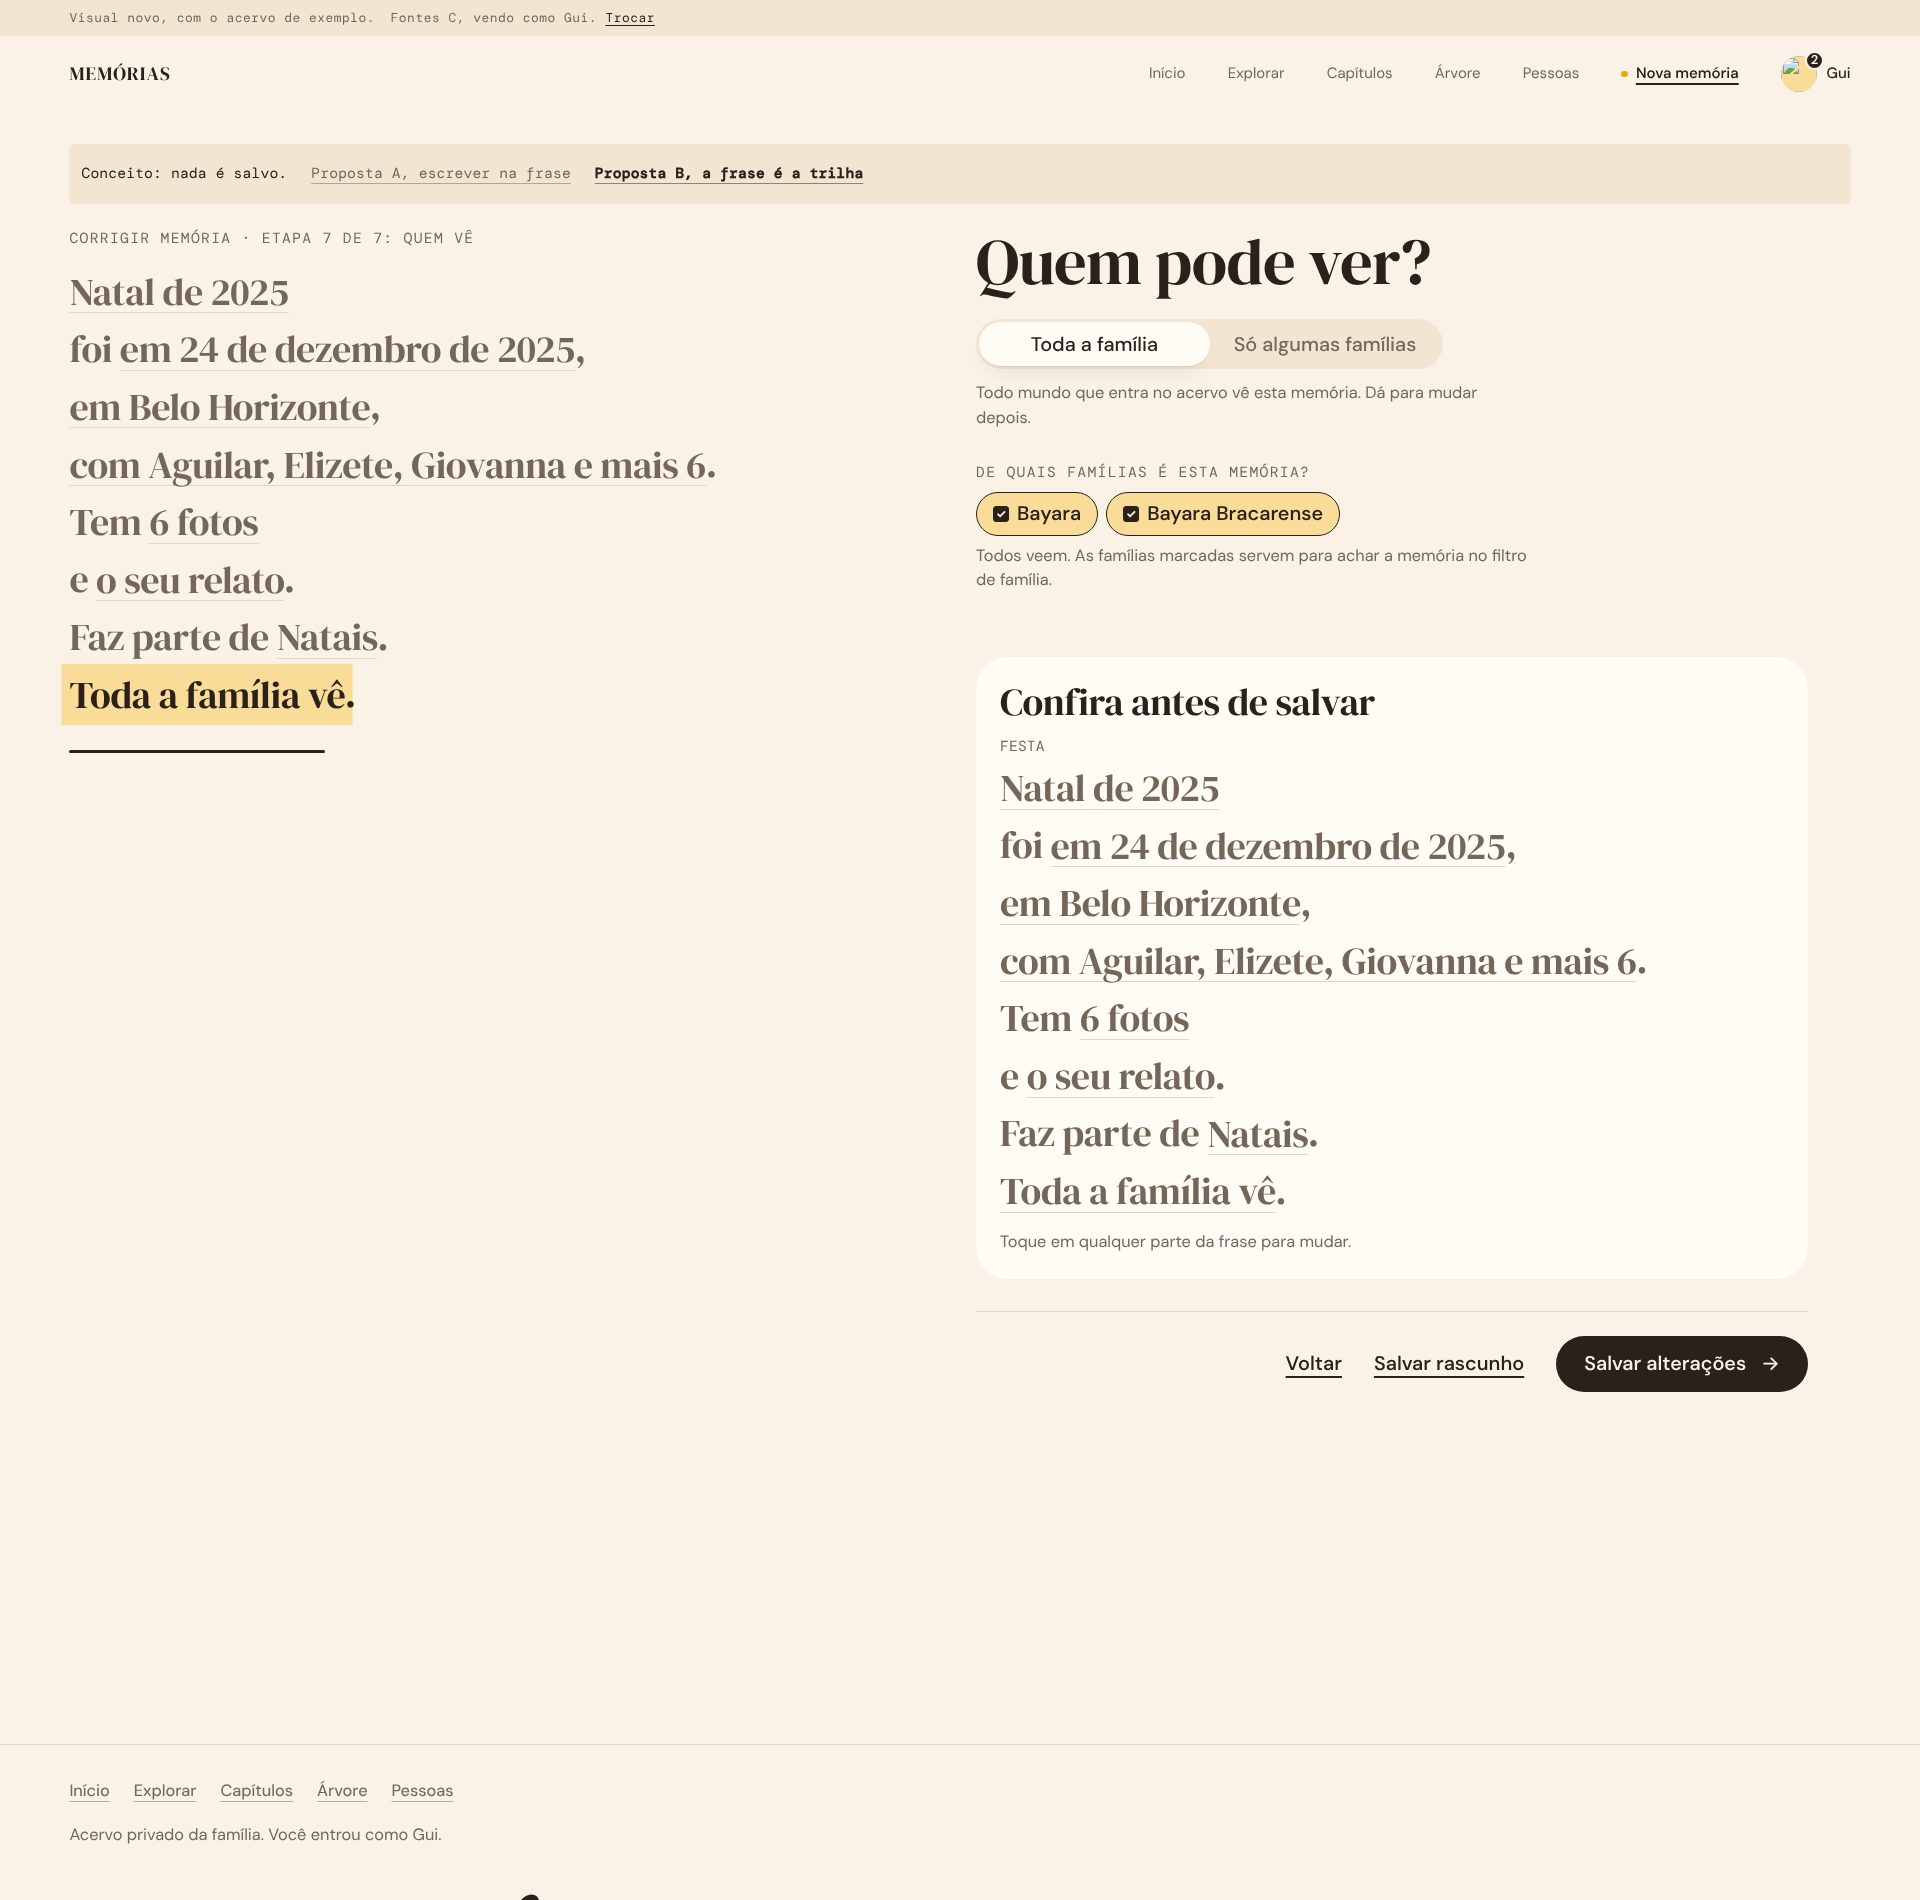 Visual novo, com o acervo de exemplo. Fontes C, vendo como Gui. Trocar
MEMÓRIAS
Início Explorar Capítulos Árvore Pessoas Nova memória 2 Gui
Conceito: nada é salvo. Proposta A, escrever na frase Proposta B, a frase é a trilha
CORRIGIR MEMÓRIA · ETAPA 7 DE 7: QUEM VÊ
Natal de 2025
foi em 24 de dezembro de 2025,
em Belo Horizonte,
com Aguilar, Elizete, Giovanna e mais 6.
Tem 6 fotos
e o seu relato.
Faz parte de Natais.
Toda a família vê.
Quem pode ver?
Toda a família Só algumas famílias
Todo mundo que entra no acervo vê esta memória. Dá para mudar
depois.
DE QUAIS FAMÍLIAS É ESTA MEMÓRIA?
Bayara Bayara Bracarense
Todos veem. As famílias marcadas servem para achar a memória no filtro
de família.
Confira antes de salvar
FESTA
Natal de 2025
foi em 24 de dezembro de 2025,
em Belo Horizonte,
com Aguilar, Elizete, Giovanna e mais 6.
Tem 6 fotos
e o seu relato.
Faz parte de Natais.
Toda a família vê.
Toque em qualquer parte da frase para mudar.
Voltar Salvar rascunho Salvar alterações →
Início Explorar Capítulos Árvore Pessoas
Acervo privado da família. Você entrou como Gui.